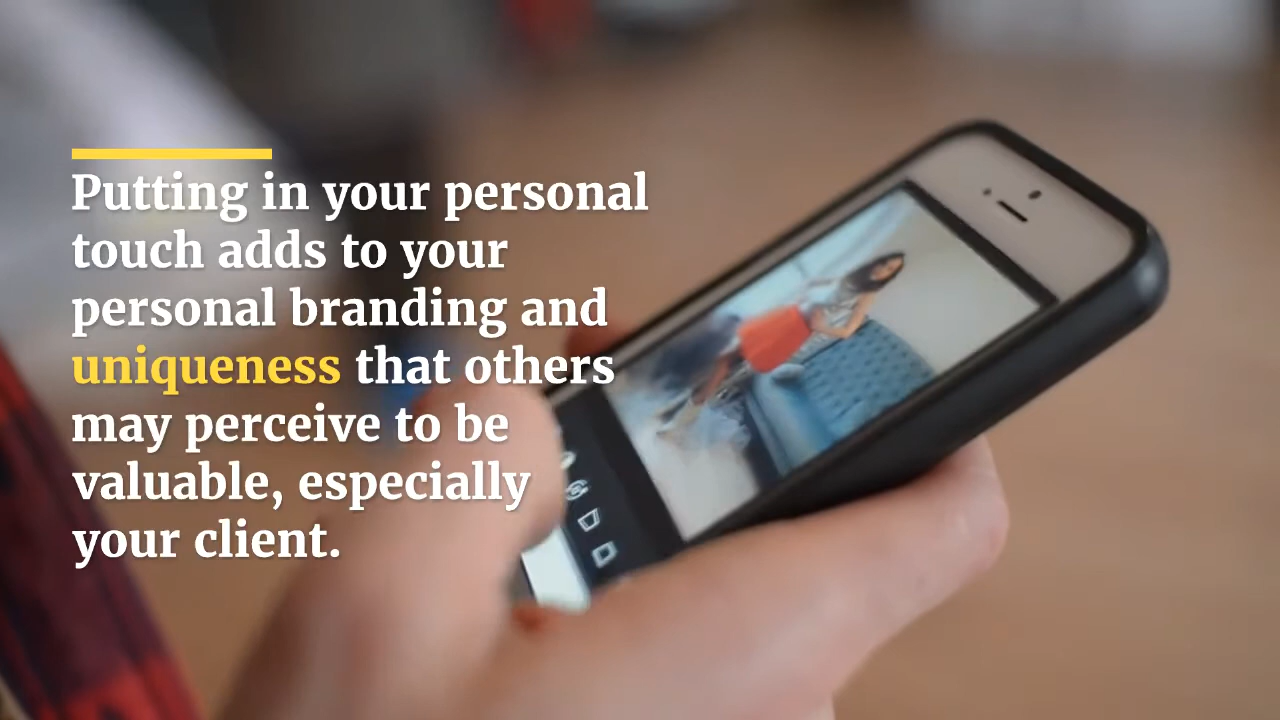 Putting in your personal
touch adds to your
personal branding and
uniqueness that others
may perceive to be
valuable, especially
your client.